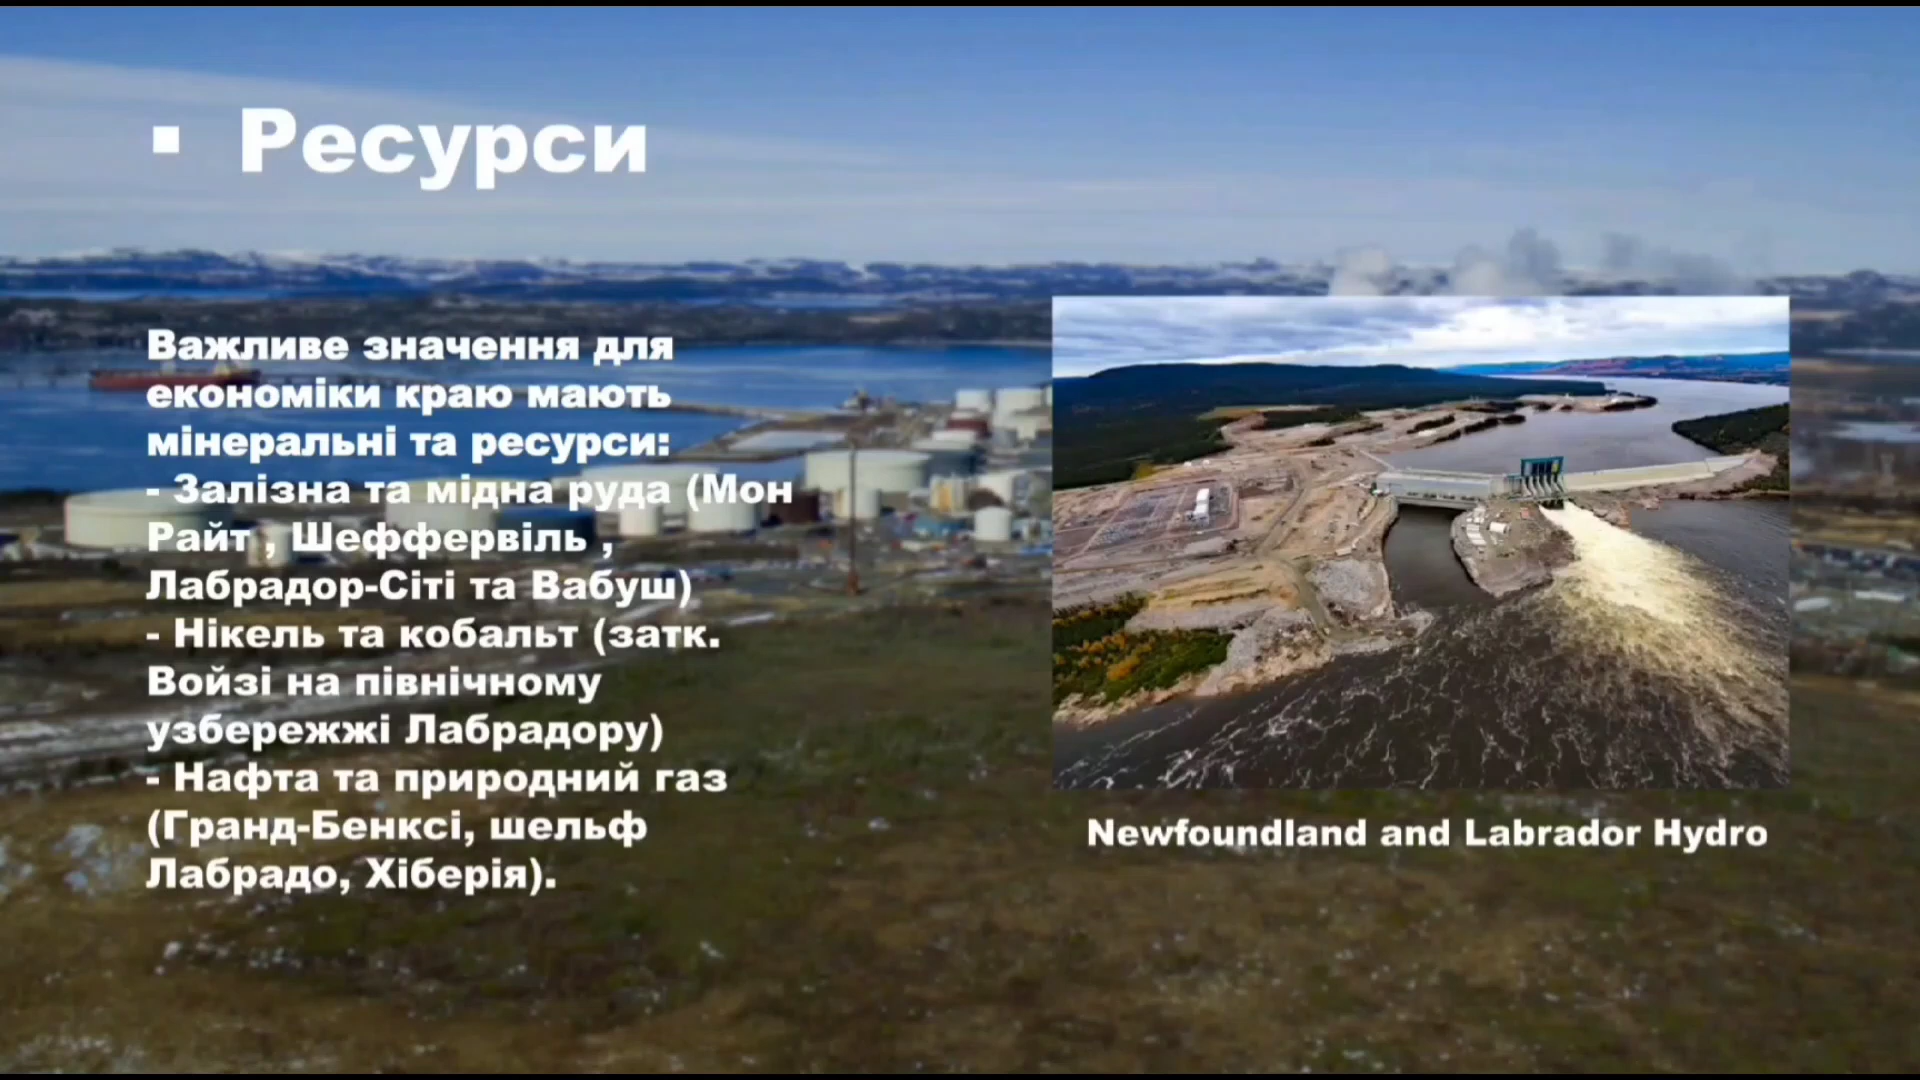 ▪ Ресурси
Важливе значення для
економіки краю мають
мінеральні та ресурси:
- Залізна та мідна руда (Мон
Райт , Шеффервіль ,
Лабрадор-Сіті та Вабуш)
- Нікель та кобальт (затк.
Войзі на північному
узбережжі Лабрадору)
- Нафта та природний газ
(Гранд-Бенксі, шельф
Лабрадо, Хіберія).
Newfoundland and Labrador Hydro